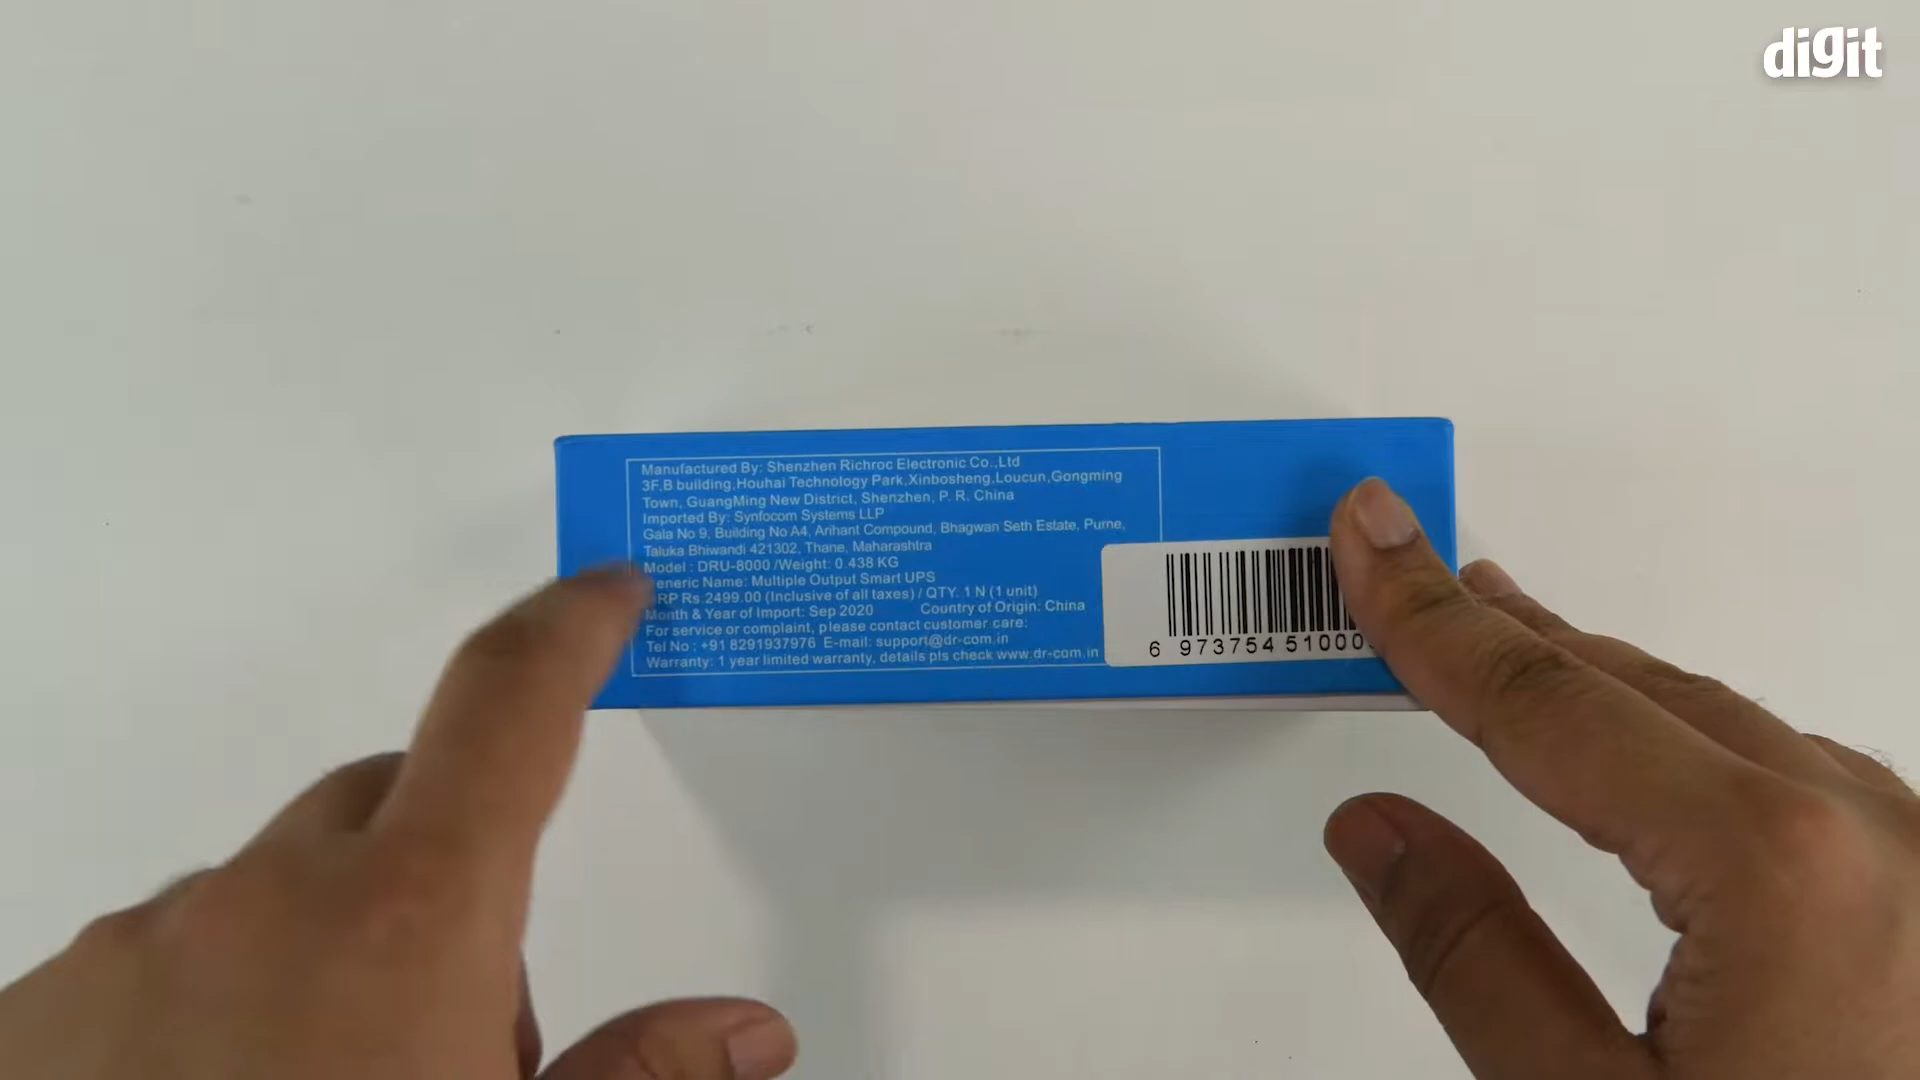 digit
Manufactured By: Shenzhen Richroc Electronic Co.,Ltd
3F,B building,Houhai Technology Park,Xinbosheng,Loucun,Gongming
Town, GuangMing New District, Shenzhen, P. R. China
Imported By: Synfocom Systems LLP
Gala No 9, Building No A4, Arihant Compound, Bhagwan Seth Estate, Purne,
Taluka Bhiwandi 421302, Thane, Maharashtra
Model : DRU-8000 /Weight: 0.438 KG
eneric Name: Multiple Output Smart UPS
RP Rs.2499.00 (Inclusive of all taxes) / QTY. 1 N (1 unit)
Month & Year of Import: Sep 2020 Country of Origin: China
For service or complaint, please contact customer care:
Tel No : +91 8291937976 E-mail: support@dr-com.in
Warranty: 1 year limited warranty, details pls check www.dr-com.in
6 973754 51000